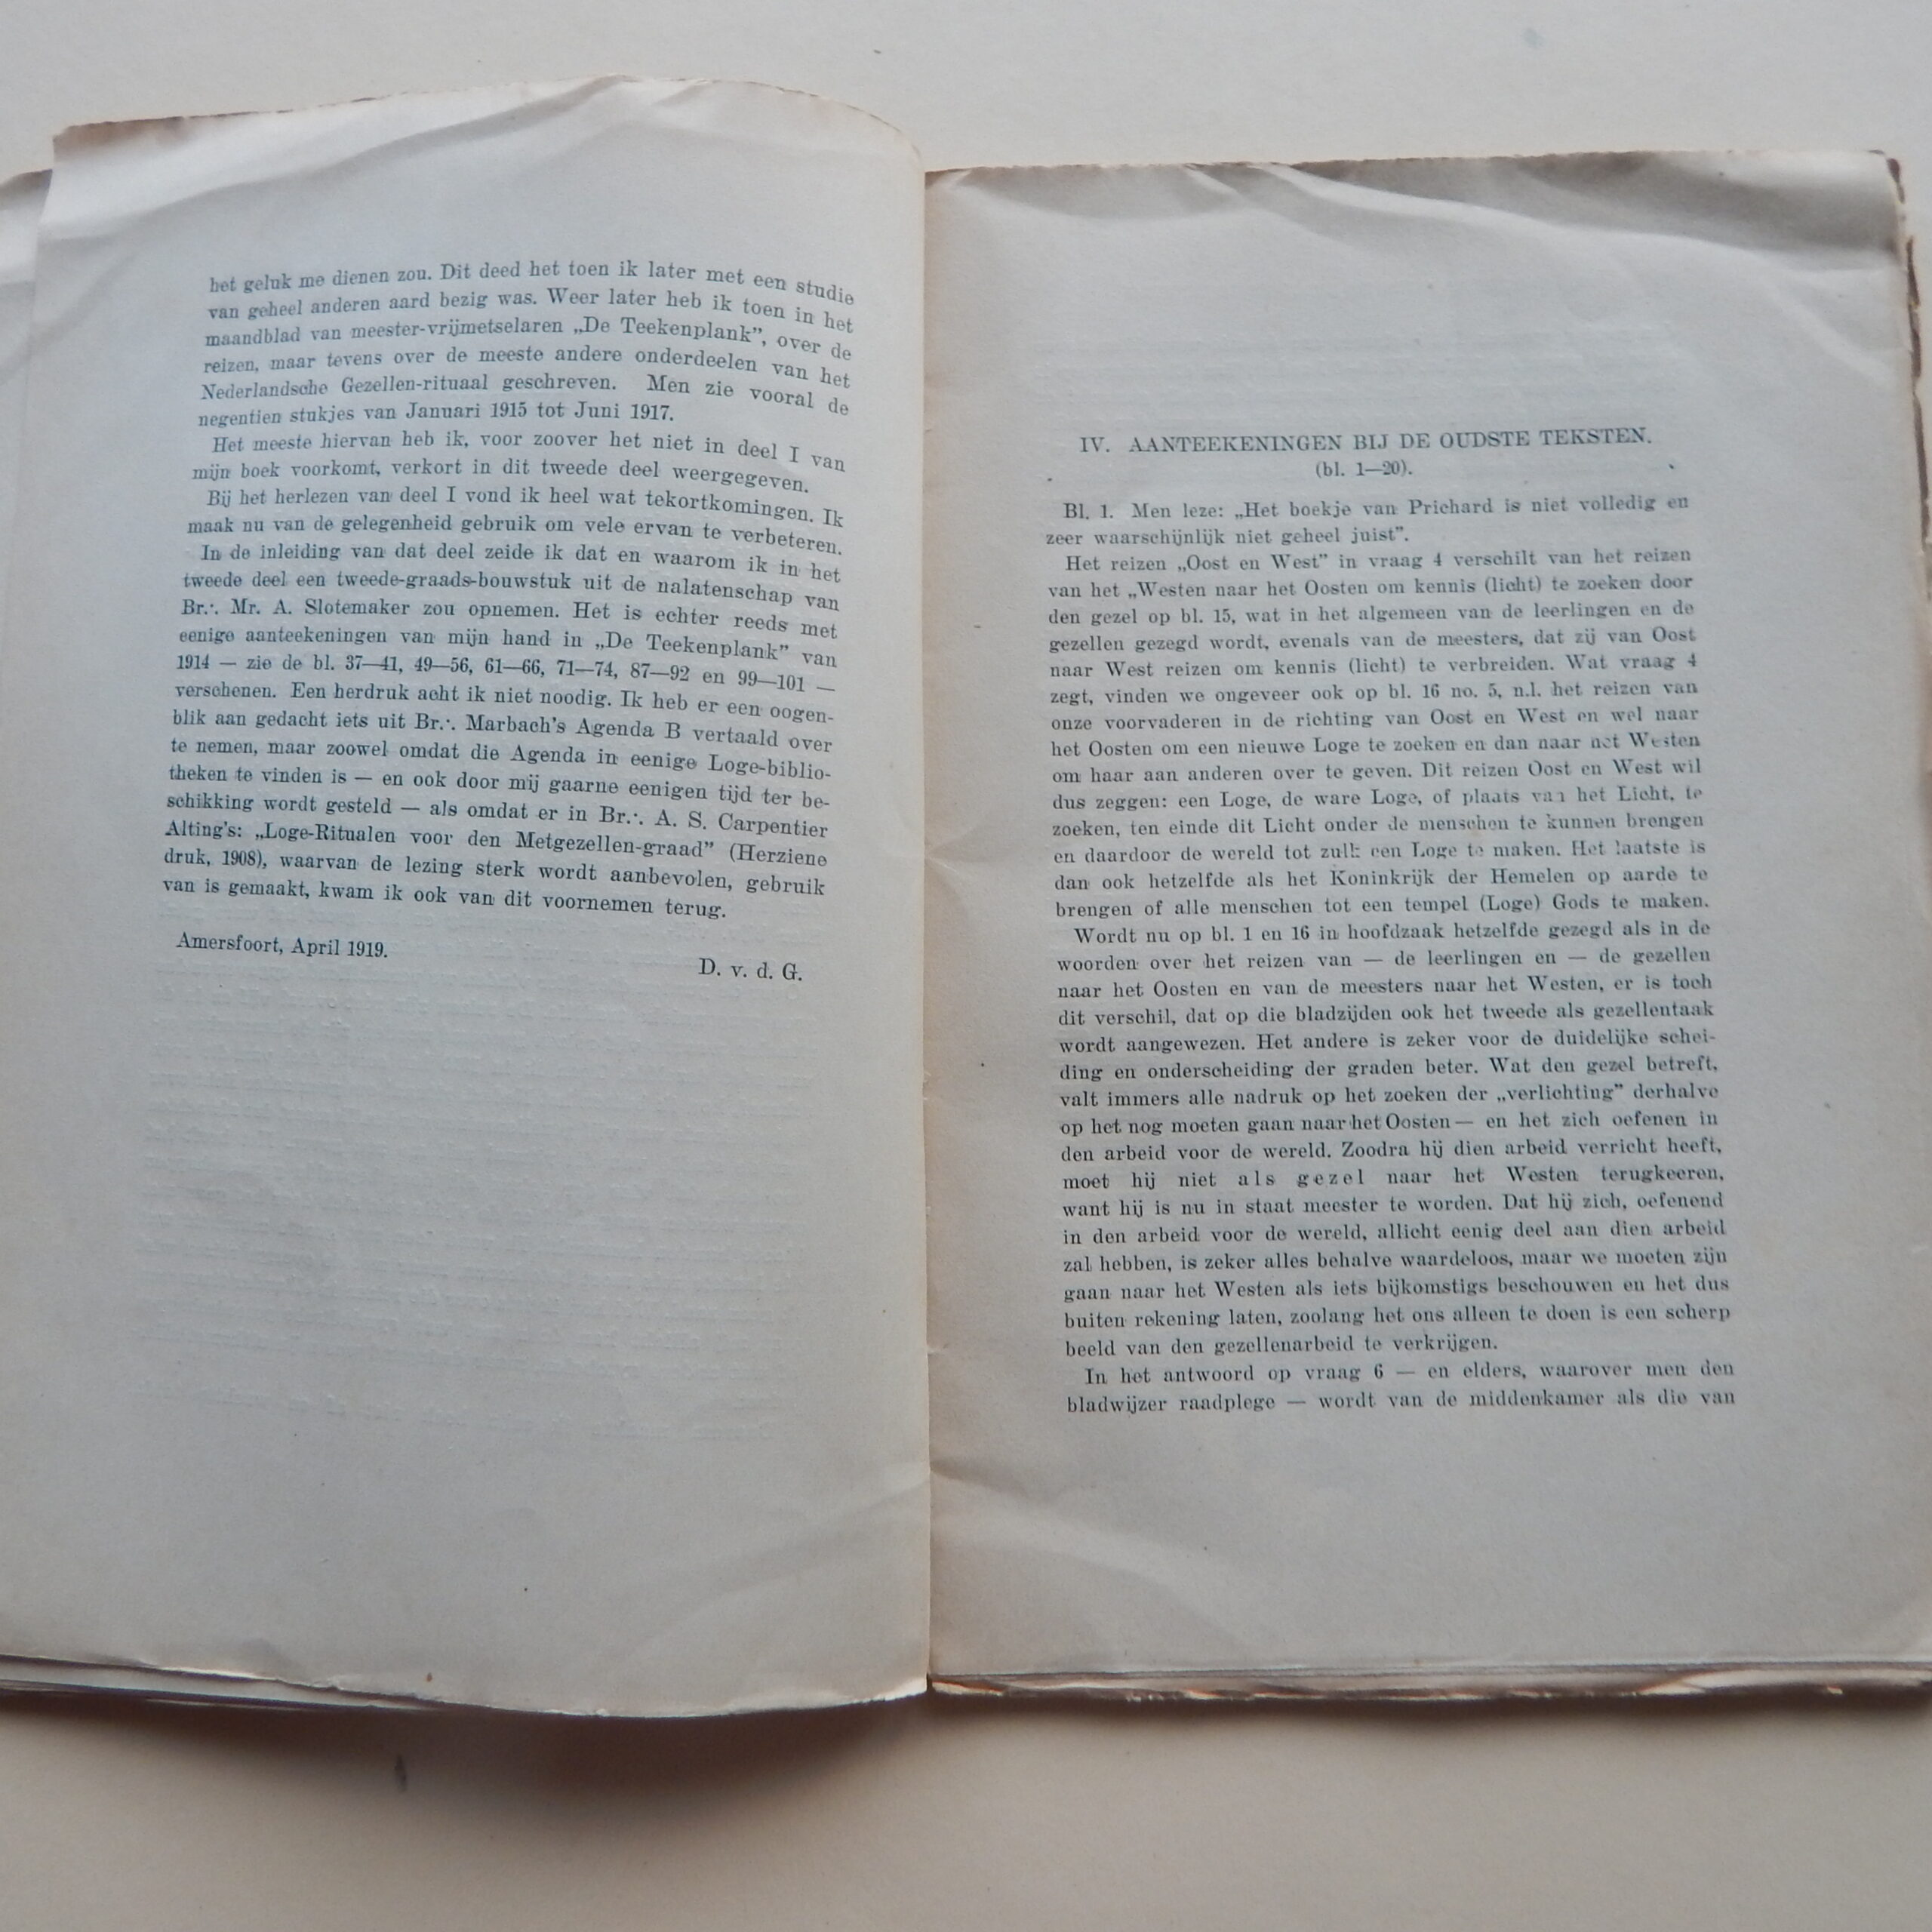 het geluk me dienen zou. Dit deed het toen ik later met een studie
van geheel anderen aard bezig was. Weer later heb ik toen in het
maandblad van meester-vrijmetselaren „De Teekenplank”, over de
reizen, maar tevens over de meeste andere onderdeelen van het
Nederlandsche Gezellen-rituaal geschreven. Men zie vooral de
negentien stukjes van Januari 1915 tot Juni 1917.
Het meeste hiervan heb ik, voor zoover het niet in deel I van
mijn boek voorkomt, verkort in dit tweede deel weergegeven.
Bij het herlezen van deel I vond ik heel wat tekortkomingen. Ik
maak nu van de gelegenheid gebruik om vele ervan te verbeteren.
In de inleiding van dat deel zeide ik dat en waarom ik in het
tweede deel een tweede-graads-bouwstuk uit de nalatenschap van
Br∴ Mr. A. Slotemaker zou opnemen. Het is echter reeds met
eenige aanteekeningen van mijn hand in „De Teekenplank” van
1914 — zie de bl. 37—41, 49—56, 61—66, 71—74, 87—92 en 99—101 —
verschenen. Een herdruk acht ik niet noodig. Ik heb er een oogen-
blik aan gedacht iets uit Br∴ Marbach's Agenda B vertaald over
te nemen, maar zoowel omdat die Agenda in eenige Loge-biblio-
theken te vinden is — en ook door mij gaarne eenigen tijd ter be-
schikking wordt gesteld — als omdat er in Br∴ A. S. Carpentier
Alting's: „Loge-Ritualen voor den Metgezellen-graad” (Herziene
druk, 1908), waarvan de lezing sterk wordt aanbevolen, gebruik
van is gemaakt, kwam ik ook van dit voornemen terug.
Amersfoort, April 1919.
D. v. d. G.
IV. AANTEEKENINGEN BIJ DE OUDSTE TEKSTEN.
(bl. 1—20).
Bl. 1. Men leze: „Het boekje van Prichard is niet volledig en
zeer waarschijnlijk niet geheel juist”.
Het reizen „Oost en West” in vraag 4 verschilt van het reizen
van het „Westen naar het Oosten om kennis (licht) te zoeken door
den gezel op bl. 15, wat in het algemeen van de leerlingen en de
gezellen gezegd wordt, evenals van de meesters, dat zij van Oost
naar West reizen om kennis (licht) te verbreiden. Wat vraag 4
zegt, vinden we ongeveer ook op bl. 16 no. 5, n.l. het reizen van
onze voorvaderen in de richting van Oost en West en wel naar
het Oosten om een nieuwe Loge te zoeken en dan naar het Westen
om haar aan anderen over te geven. Dit reizen Oost en West wil
dus zeggen: een Loge, de ware Loge, of plaats van het Licht, te
zoeken, ten einde dit Licht onder de menschen te kunnen brengen
en daardoor de wereld tot zulk een Loge te maken. Het laatste is
dan ook hetzelfde als het Koninkrijk der Hemelen op aarde te
brengen of alle menschen tot een tempel (Loge) Gods te maken.
Wordt nu op bl. 1 en 16 in hoofdzaak hetzelfde gezegd als in de
woorden over het reizen van — de leerlingen en — de gezellen
naar het Oosten en van de meesters naar het Westen, er is toch
dit verschil, dat op die bladzijden ook het tweede als gezellentaak
wordt aangewezen. Het andere is zeker voor de duidelijke schei-
ding en onderscheiding der graden beter. Wat den gezel betreft,
valt immers alle nadruk op het zoeken der „verlichting” derhalve
op het nog moeten gaan naar het Oosten — en het zich oefenen in
den arbeid voor de wereld. Zoodra hij dien arbeid verricht heeft,
moet hij niet als gezel naar het Westen terugkeeren,
want hij is nu in staat meester te worden. Dat hij zich, oefenend
in den arbeid voor de wereld, allicht eenig deel aan dien arbeid
zal hebben, is zeker alles behalve waardeloos, maar we moeten zijn
gaan naar het Westen als iets bijkomstigs beschouwen en het dus
buiten rekening laten, zoolang het ons alleen te doen is een scherp
beeld van den gezellenarbeid te verkrijgen.
In het antwoord op vraag 6 — en elders, waarover men den
bladwijzer raadplege — wordt van de middenkamer als die van